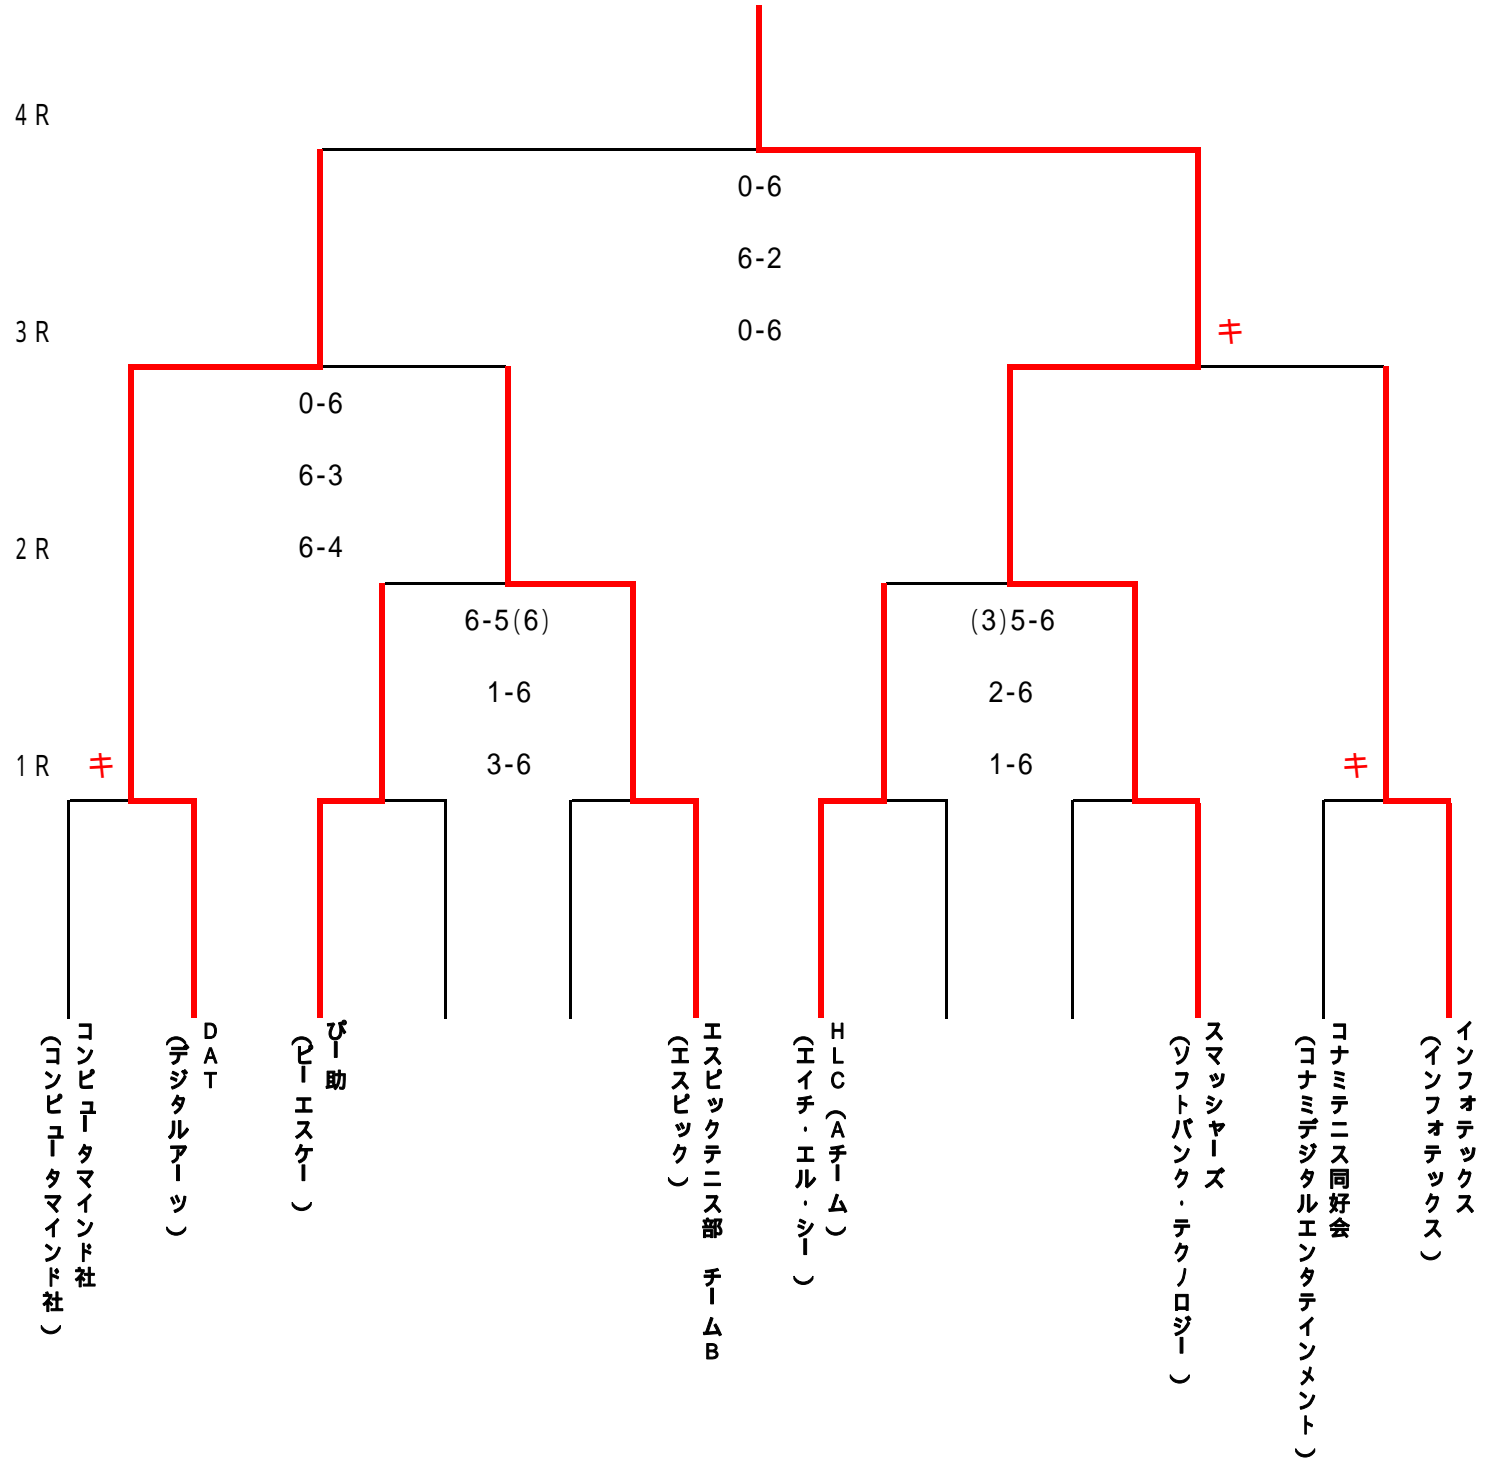 4R
0-6
6-2
3R
0-6
キ
0-6
6-3
2R
6-4
6-5(6)
(3)5-6
1-6
2-6
1R
キ
3-6
1-6
キ
コンピュータマインド社
(コンピュータマインド社)
DAT
(デジタルアーツ)
ぴー助
(ピーエスケー)
エスピックテニス部 チームB
(エスピック)
HLC(Aチーム)
(エイチ・エル・シー)
スマッシャーズ
(ソフトバンク・テクノロジー)
コナミテニス同好会
(コナミデジタルエンタテインメント)
インフォテックス
(インフォテックス)